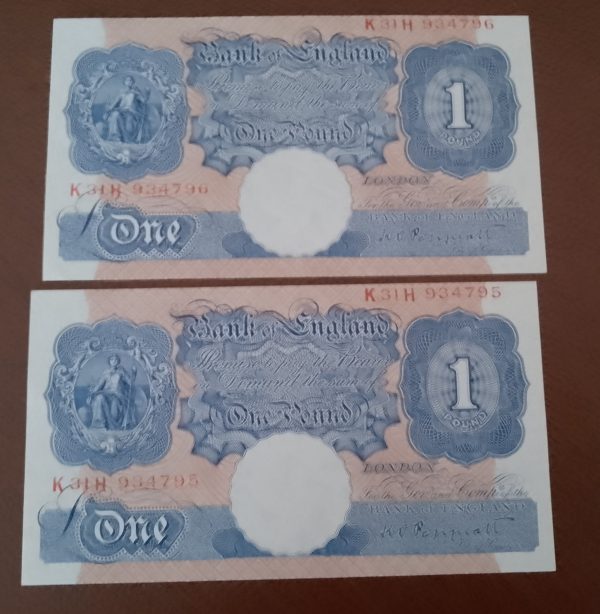 K31H 934796
Bank of England
Promise to pay the Bearer
Demand the sum of
One Pound
1
POUND
LONDON
K31H 934796
For the Gov.r and Comp.a of the
BANK of ENGLAND
One
K.O. Peppiatt
K31H 934795
Bank of England
Promise to pay the Bearer
Demand the sum of
One Pound
1
POUND
LONDON
K31H 934795
For the Gov.r and Comp.a of the
BANK of ENGLAND
One
K.O. Peppiatt